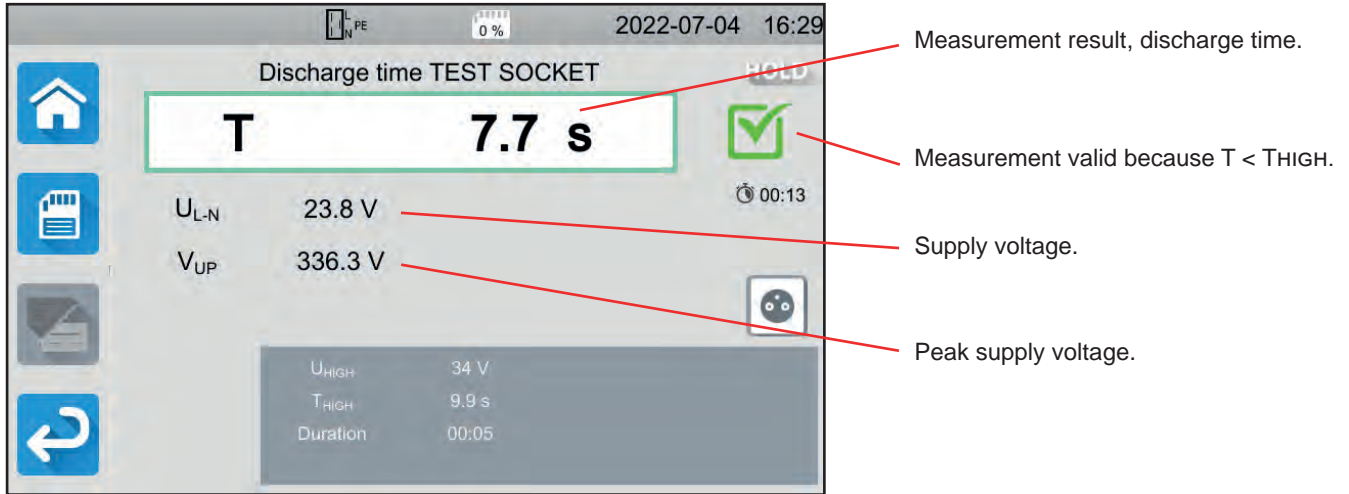 L
N PE
0 %
2022-07-04 16:29
Discharge time TEST SOCKET
HOLD
T 7.7 s
00:13
UL-N 23.8 V
VUP 336.3 V
UHIGH 34 V
THIGH 9.9 s
Duration 00:05
Measurement result, discharge time.
Measurement valid because T < THIGH.
Supply voltage.
Peak supply voltage.